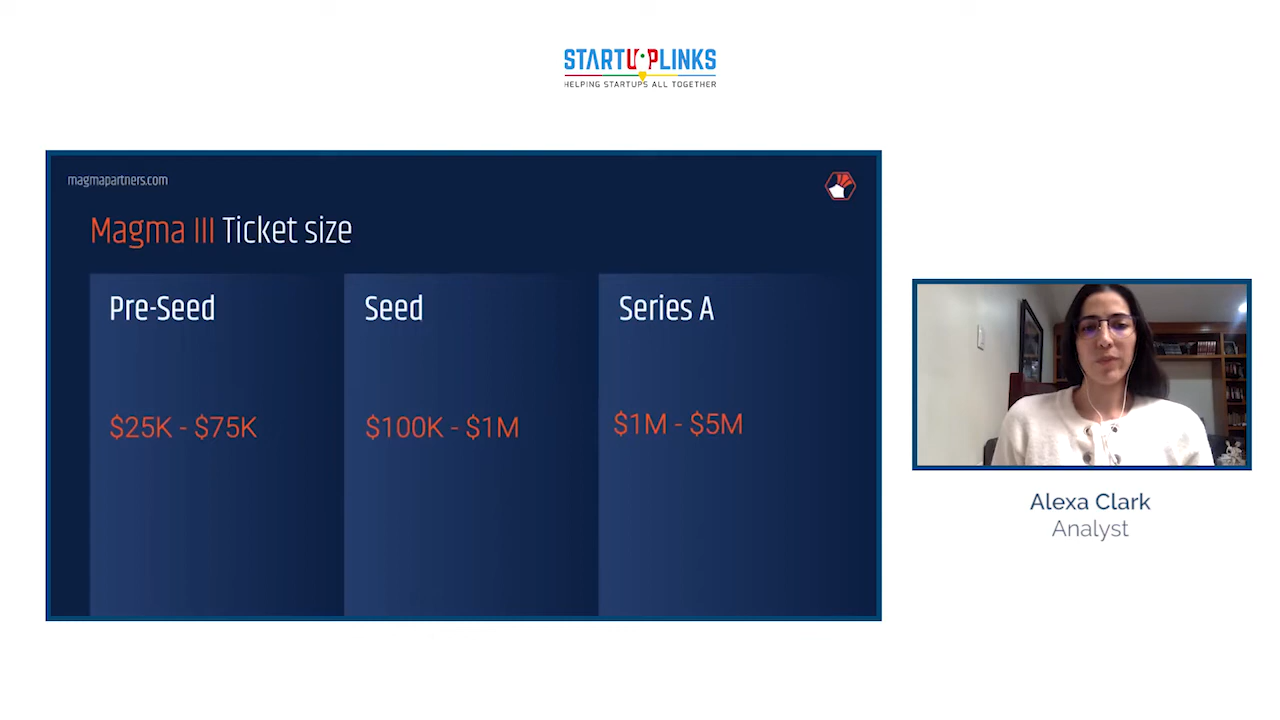 STARTUPLINKS
HELPING STARTUPS ALL TOGETHER
magmapartners.com
Magma III Ticket size
Pre-Seed
$25K - $75K
Seed
$100K - $1M
Series A
$1M - $5M
Alexa Clark
Analyst